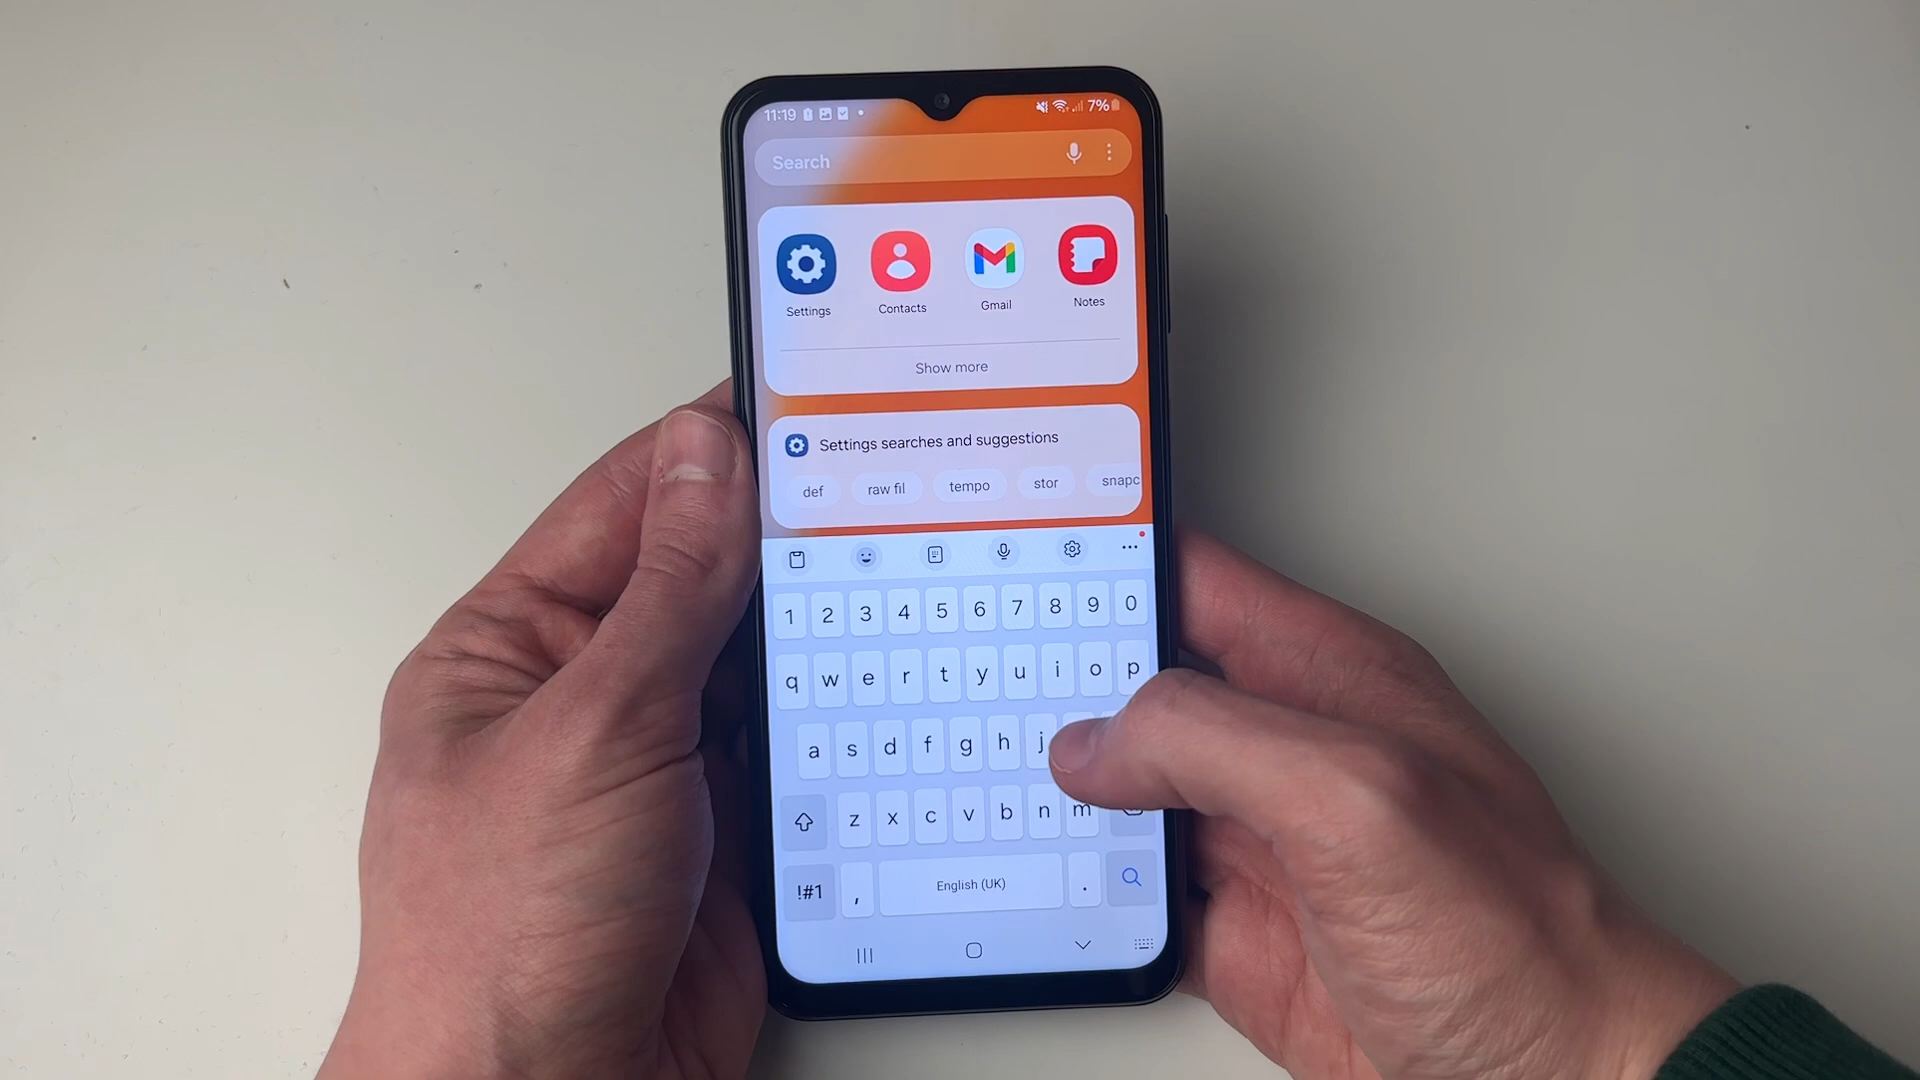 11:19 7%
Search
Settings Contacts Gmail Notes
Show more
Settings searches and suggestions
def raw fil tempo stor snapc
1 2 3 4 5 6 7 8 9 0
q w e r t y u i o p
a s d f g h j
z x c v b n m
!#1 , English (UK) .